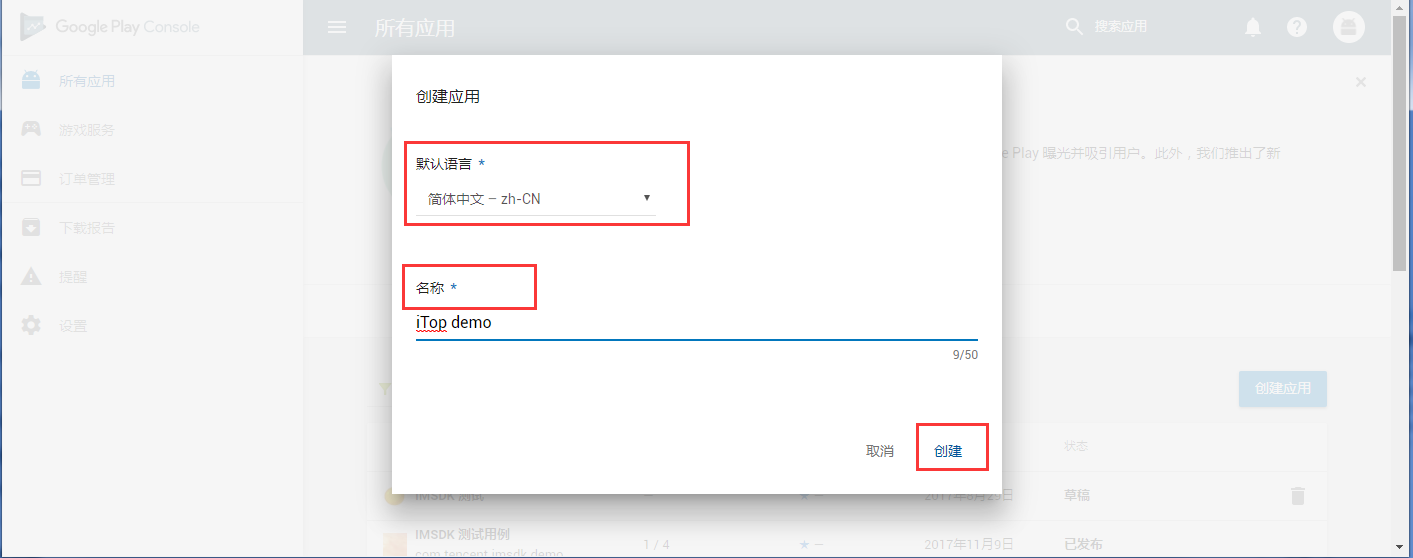 Google Play Console
所有应用
搜索应用
所有应用
游戏服务
订单管理
下载报告
提醒
设置
e Play 曝光并吸引用户。此外，我们推出了新
创建应用
默认语言 *
简体中文 – zh-CN
名称 *
iTop demo
9/50
取消
创建
创建应用
状态
IMSDK 测试
2017年8月29日
草稿
IMSDK 测试用例
com.tencent.imsdk.demo
1 / 4
★ —
2017年11月9日
已发布